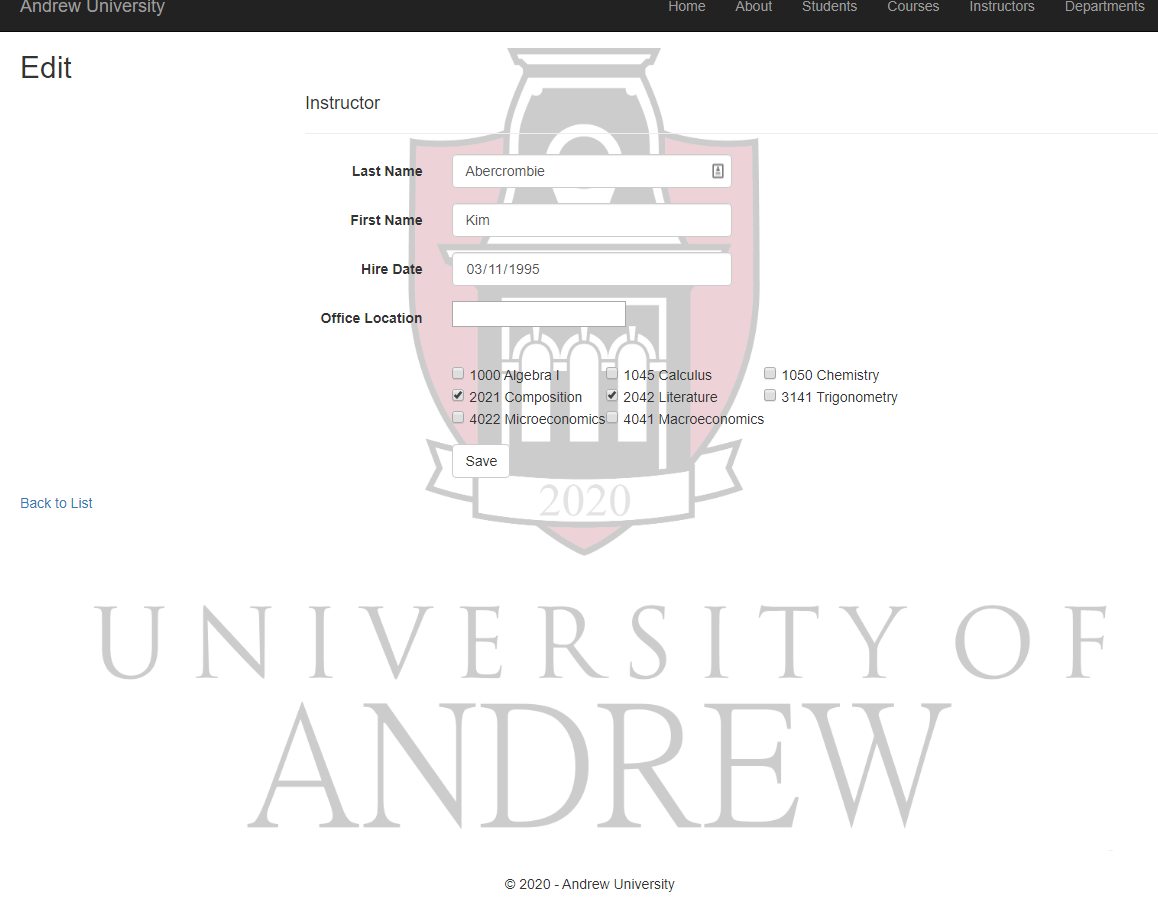 Andrew University Home About Students Courses Instructors Departments
Edit
Instructor
Last Name Abercrombie
First Name Kim
Hire Date 03/11/1995
Office Location
1000 Algebra I 1045 Calculus 1050 Chemistry
2021 Composition 2042 Literature 3141 Trigonometry
4022 Microeconomics 4041 Macroeconomics
Save
2020
Back to List
UNIVERSITY OF
ANDREW
© 2020 - Andrew University